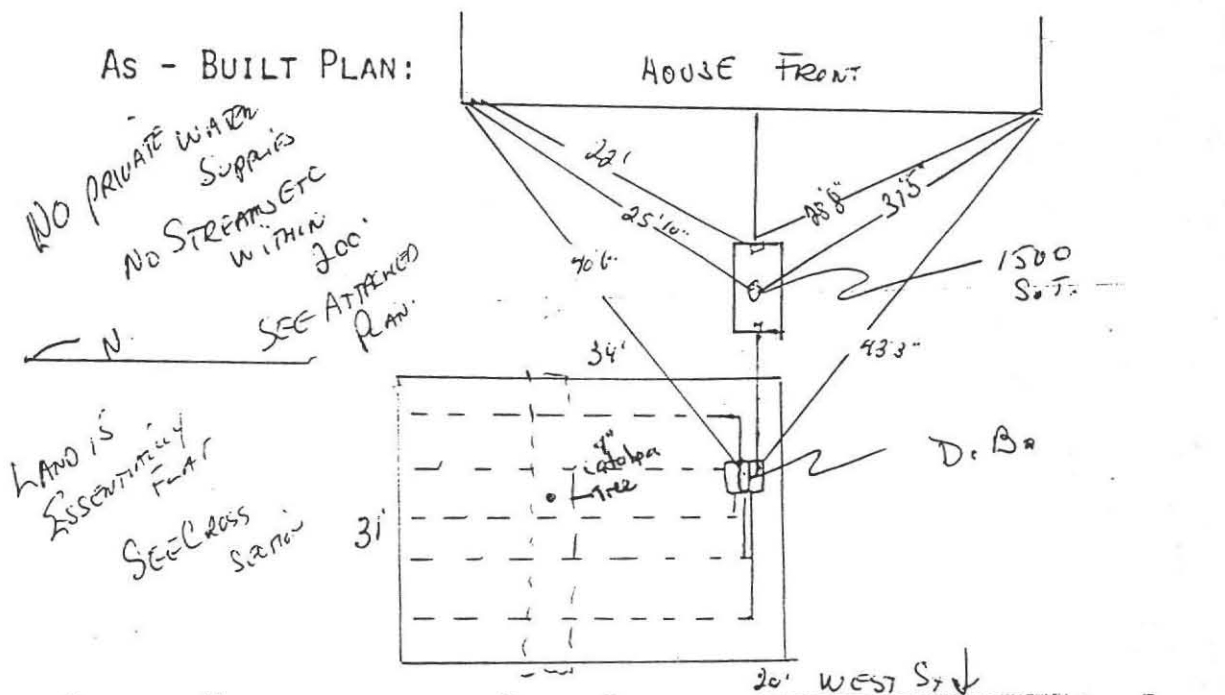 As - BUILT PLAN:
HOUSE FRONT
NO PRIVATE WATER
SUPPLIES
NO STREAMS ETC
WITHIN
200'
SEE ATTACHED
PLAN
N
22'
25'10"
28'8"
31'5"
40'6"
43'3"
1500
S.T.
34'
LAND IS
ESSENTIALLY
FLAT
SEE CROSS
SECTION
31'
Catalpa
Tree
D. B.
20' WEST ST